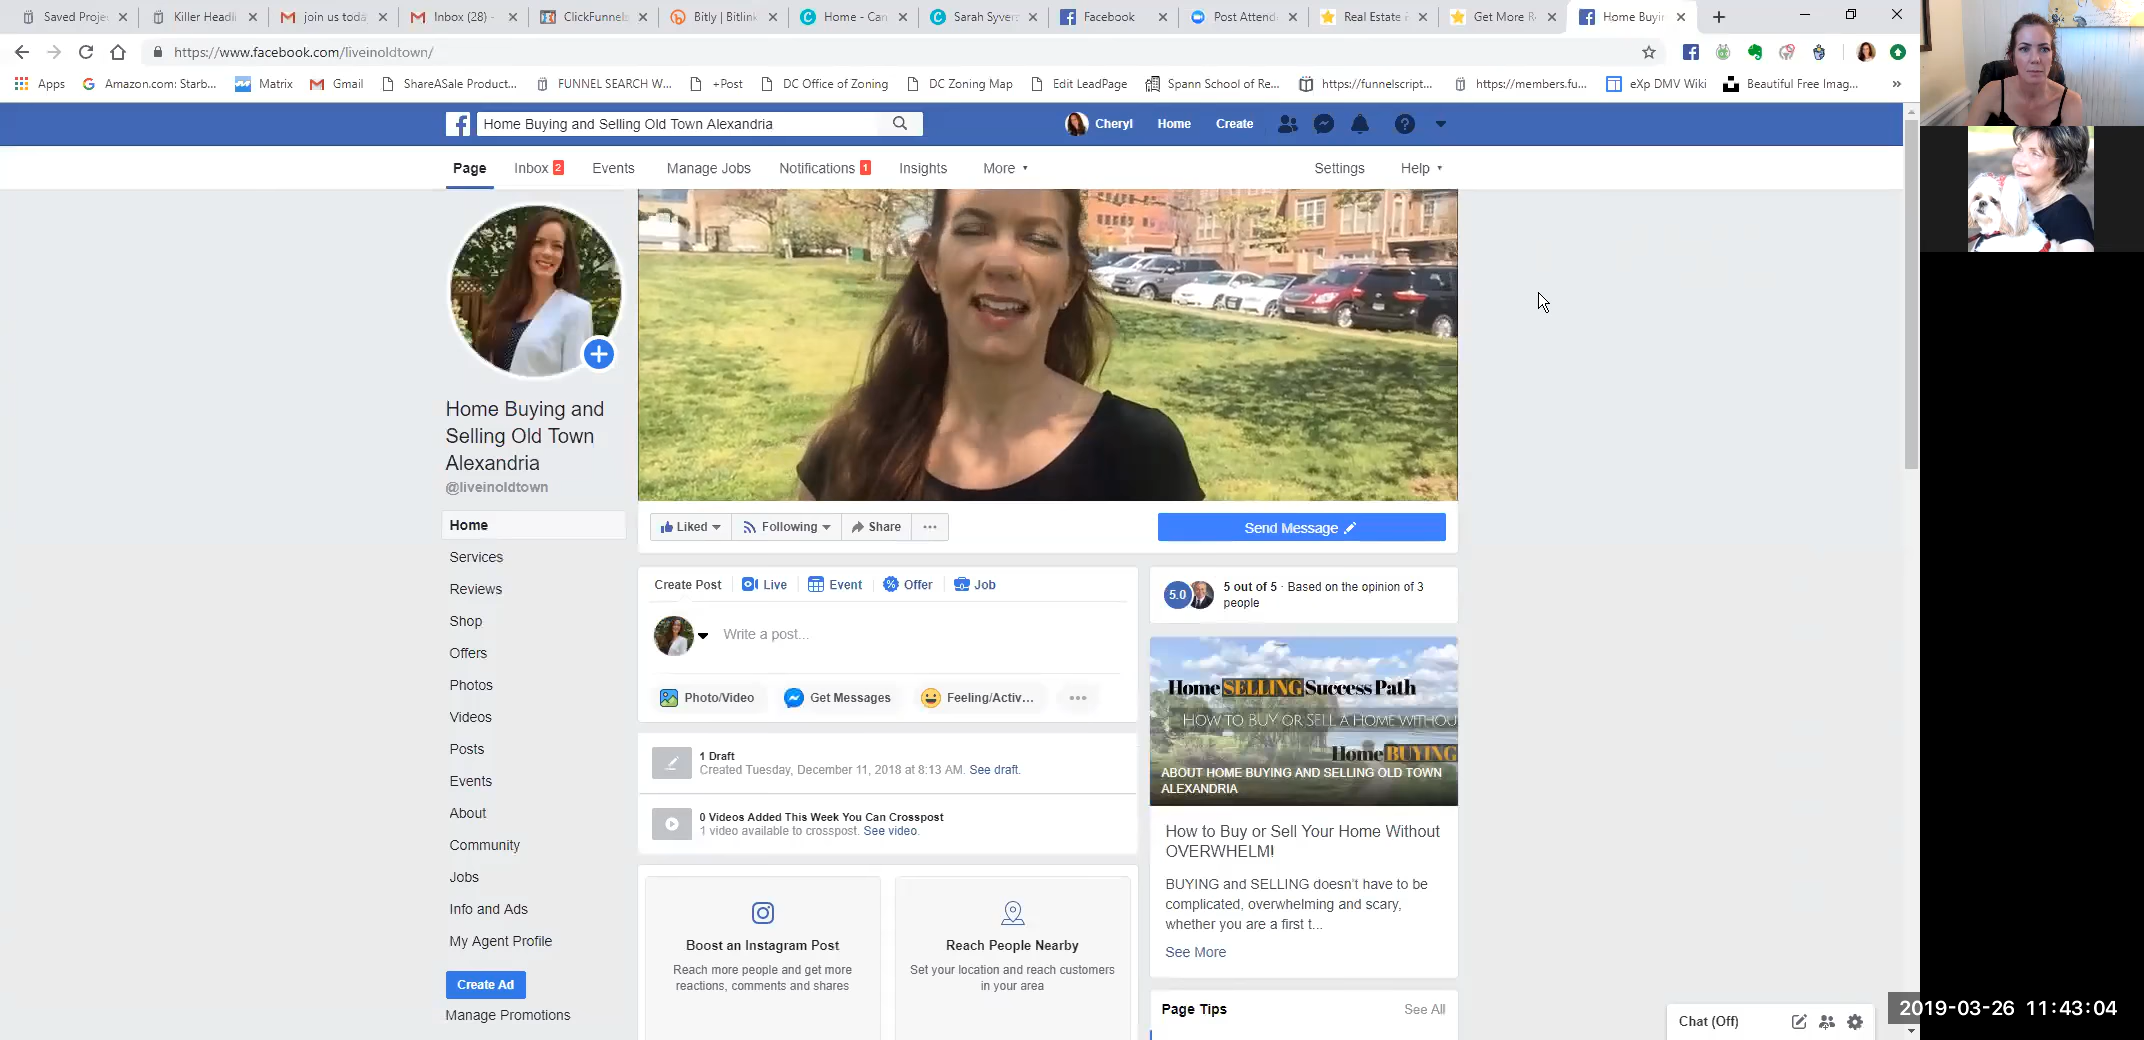 Saved Proje
Killer Headli
join us toda
Inbox (28) -
ClickFunnels
Bitly | Bitlink
Home - Can
Sarah Syvers
Facebook
Post Attend
Real Estate
Get More R
Home Buyin
https://www.facebook.com/liveinoldtown/
Apps
Amazon.com: Starb...
Matrix
Gmail
ShareASale Product...
FUNNEL SEARCH W...
+Post
DC Office of Zoning
DC Zoning Map
Edit LeadPage
Spann School of Re...
https://funnelscript...
https://members.fu...
eXp DMV Wiki
Beautiful Free Imag...
»
Home Buying and Selling Old Town Alexandria
Cheryl
Home
Create
Page
Inbox 2
Events
Manage Jobs
Notifications 1
Insights
More
Settings
Help
Home Buying and
Selling Old Town
Alexandria
@liveinoldtown
Home
Services
Reviews
Shop
Offers
Photos
Videos
Posts
Events
About
Community
Jobs
Info and Ads
My Agent Profile
Create Ad
Manage Promotions
Liked
Following
Share
Send Message
Create Post
Live
Event
Offer
Job
Write a post...
Photo/Video
Get Messages
Feeling/Activ...
1 Draft
Created Tuesday, December 11, 2018 at 8:13 AM. See draft.
0 Videos Added This Week You Can Crosspost
1 video available to crosspost. See video.
Boost an Instagram Post
Reach more people and get more
reactions, comments and shares
Reach People Nearby
Set your location and reach customers
in your area
5.0
5 out of 5 · Based on the opinion of 3
people
Home SELLING Success Path
HOW TO BUY OR SELL A HOME WITHOU
Home BUYING
ABOUT HOME BUYING AND SELLING OLD TOWN
ALEXANDRIA
How to Buy or Sell Your Home Without
OVERWHELM!
BUYING and SELLING doesn't have to be
complicated, overwhelming and scary,
whether you are a first t...
See More
Page Tips
See All
Chat (Off)
2019-03-26 11:43:04